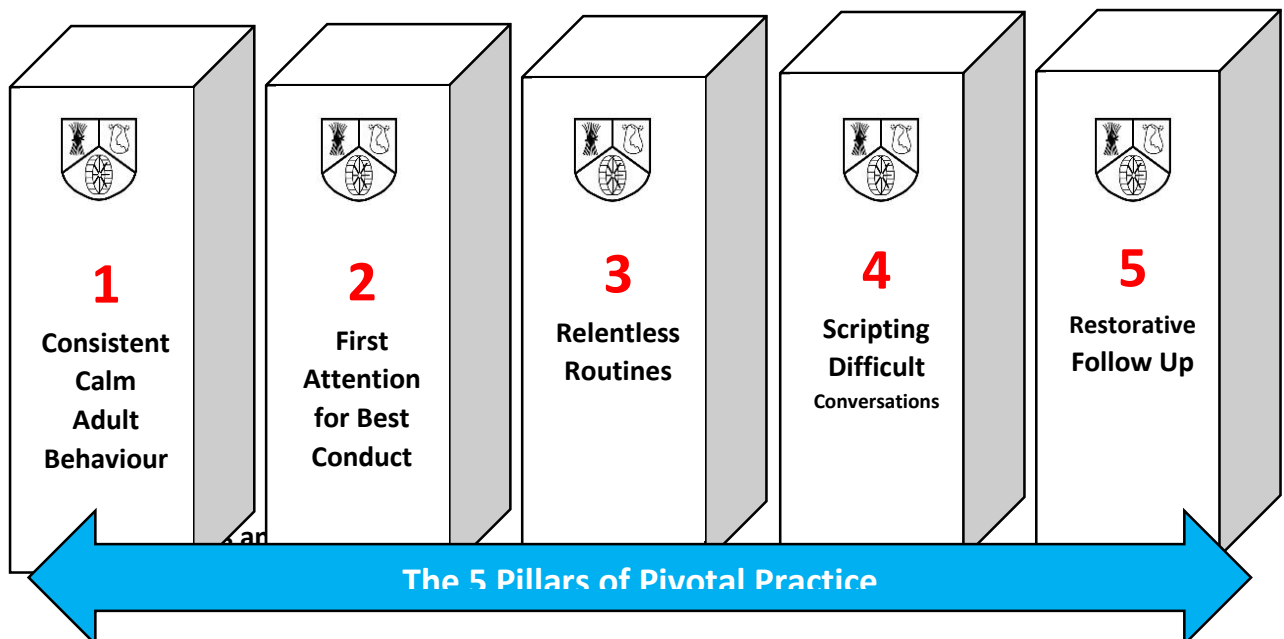 1
Consistent
Calm
Adult
Behaviour
2
First
Attention
for Best
Conduct
3
Relentless
Routines
4
Scripting
Difficult
Conversations
5
Restorative
Follow Up
The 5 Pillars of Pivotal Practice